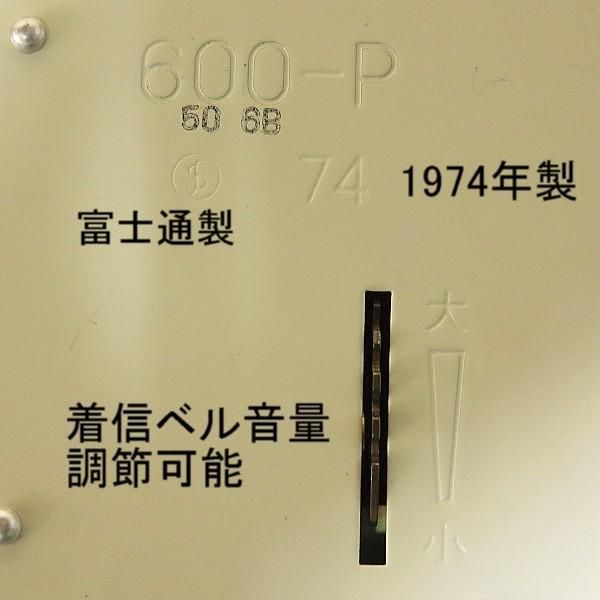 600-P
50 6B
74 1974年製
富士通製
大
着信ベル音量
調節可能
小